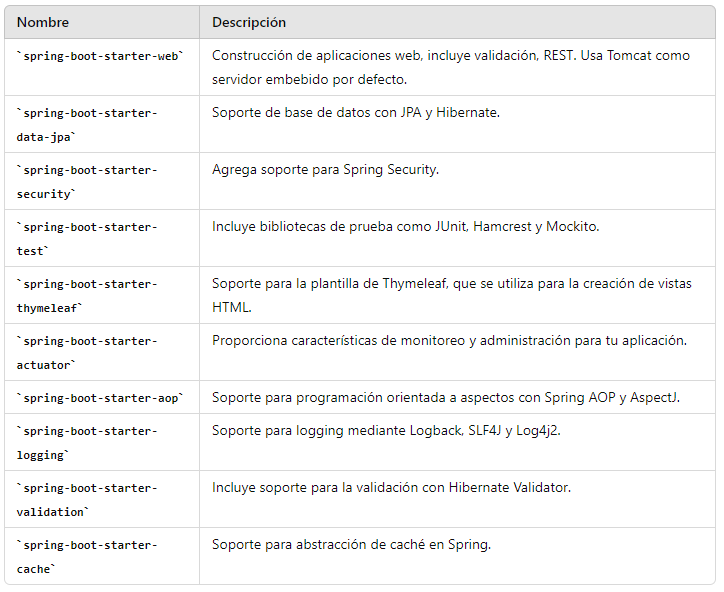 Nombre Descripción
`spring-boot-starter-web` Construcción de aplicaciones web, incluye validación, REST. Usa Tomcat como
servidor embebido por defecto.
`spring-boot-starter- Soporte de base de datos con JPA y Hibernate.
data-jpa`
`spring-boot-starter- Agrega soporte para Spring Security.
security`
`spring-boot-starter- Incluye bibliotecas de prueba como JUnit, Hamcrest y Mockito.
test`
`spring-boot-starter- Soporte para la plantilla de Thymeleaf, que se utiliza para la creación de vistas
thymeleaf` HTML.
`spring-boot-starter- Proporciona características de monitoreo y administración para tu aplicación.
actuator`
`spring-boot-starter-aop` Soporte para programación orientada a aspectos con Spring AOP y AspectJ.
`spring-boot-starter- Soporte para logging mediante Logback, SLF4J y Log4j2.
logging`
`spring-boot-starter- Incluye soporte para la validación con Hibernate Validator.
validation`
`spring-boot-starter- Soporte para abstracción de caché en Spring.
cache`